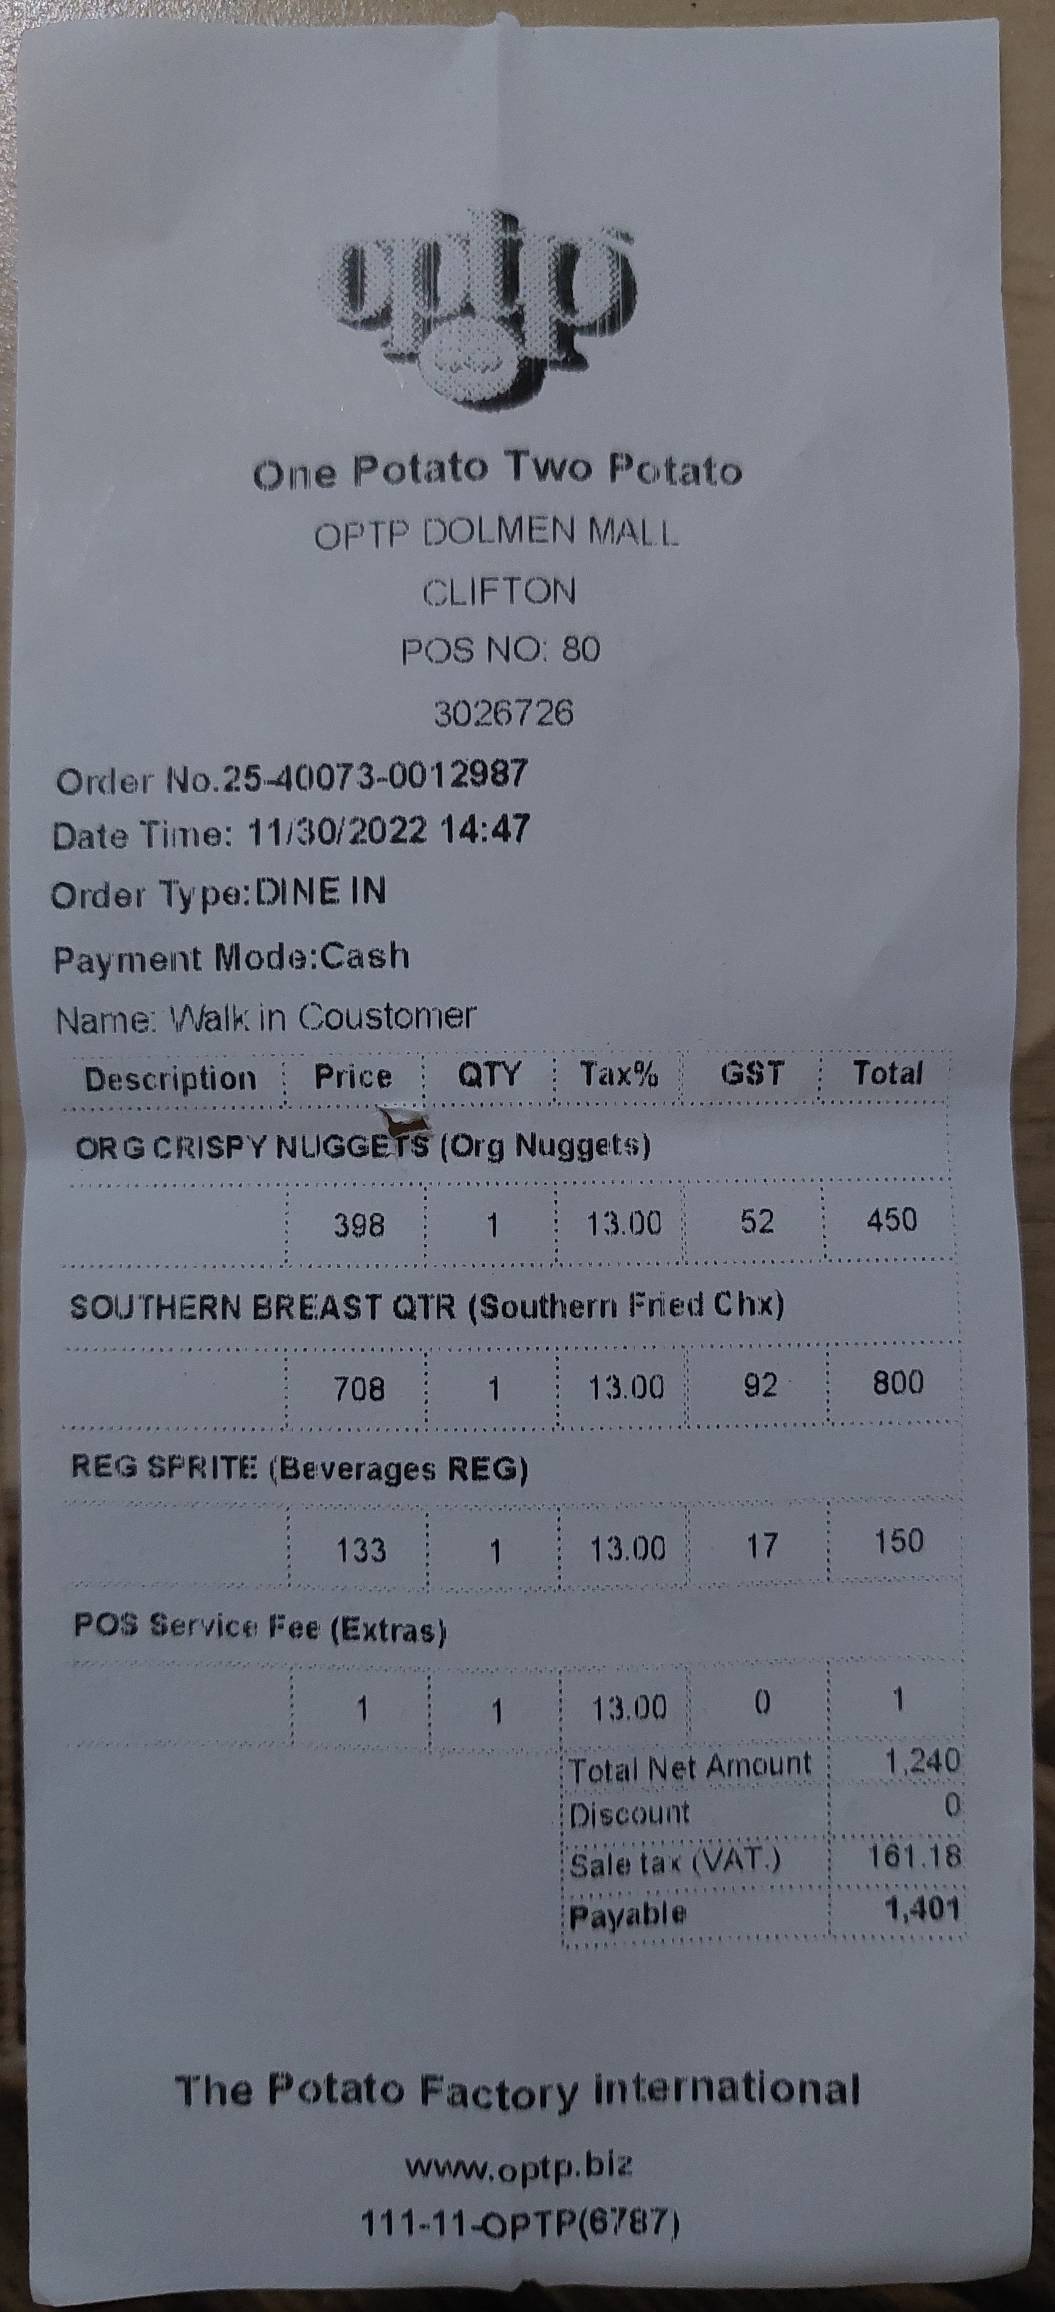 optp
One Potato Two Potato
OPTP DOLMEN MALL
CLIFTON
POS NO: 80
3026726
Order No.25-40073-0012987
Date Time: 11/30/2022 14:47
Order Type:DINE IN
Payment Mode:Cash
Name: Walk in Coustomer
Description Price QTY Tax% GST Total
ORG CRISPY NUGGETS (Org Nuggets)
398 1 13.00 52 450
SOUTHERN BREAST QTR (Southern Fried Chx)
708 1 13.00 92 800
REG SPRITE (Beverages REG)
133 1 13.00 17 150
POS Service Fee (Extras)
1 1 13.00 0 1
Total Net Amount 1,240
Discount 0
Sale tax (VAT.) 161.18
Payable 1,401
The Potato Factory international
www.optp.biz
111-11-OPTP(6787)